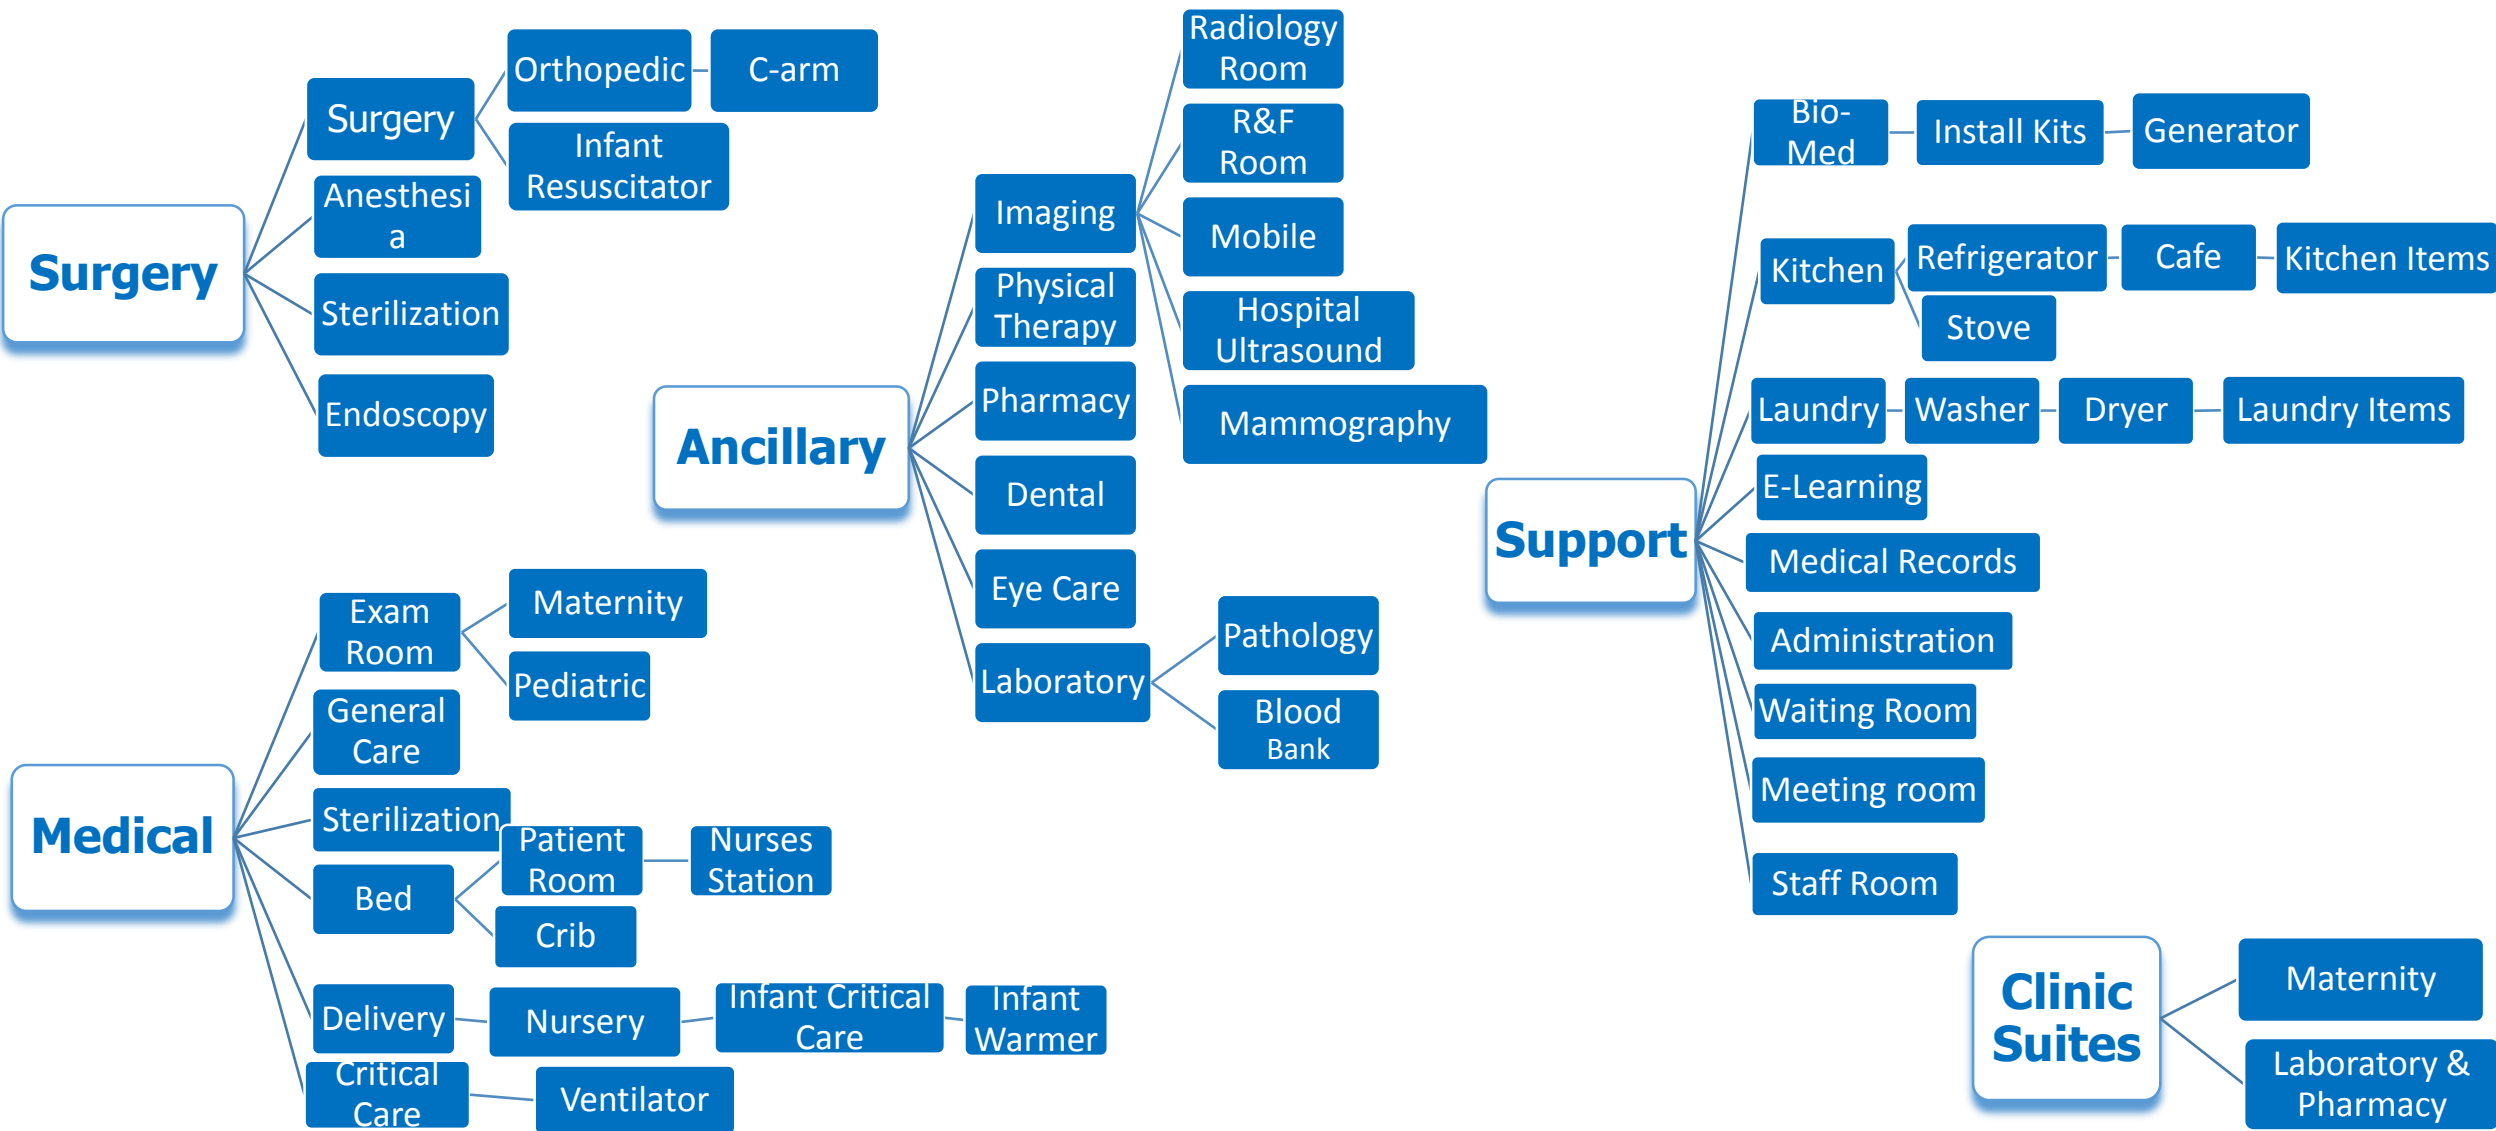 Surgery
Surgery
Orthopedic
C-arm
Infant
Resuscitator
Anesthesi
a
Sterilization
Endoscopy
Medical
Exam
Room
Maternity
Pediatric
General
Care
Sterilization
Bed
Patient
Room
Nurses
Station
Crib
Delivery
Nursery
Infant Critical
Care
Infant
Warmer
Critical
Care
Ventilator
Ancillary
Imaging
Radiology
Room
R&F
Room
Mobile
Hospital
Ultrasound
Mammography
Physical
Therapy
Pharmacy
Dental
Eye Care
Laboratory
Pathology
Blood
Bank
Support
Bio-
Med
Install Kits
Generator
Kitchen
Refrigerator
Cafe
Kitchen Items
Stove
Laundry
Washer
Dryer
Laundry Items
E-Learning
Medical Records
Administration
Waiting Room
Meeting room
Staff Room
Clinic
Suites
Maternity
Laboratory &
Pharmacy